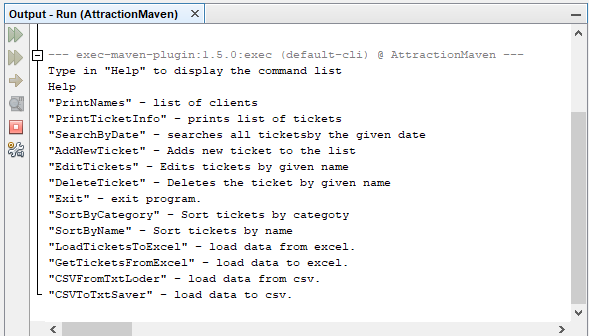 Output - Run (AttractionMaven)
--- exec-maven-plugin:1.5.0:exec (default-cli) @ AttractionMaven ---
Type in "Help" to display the command list
Help
"PrintNames" - list of clients
"PrintTicketInfo" - prints list of tickets
"SearchByDate" - searches all ticketsby the given date
"AddNewTicket" - Adds new ticket to the list
"EditTickets" - Edits tickets by given name
"DeleteTicket" - Deletes the ticket by given name
"Exit" - exit program.
"SortByCategory" - Sort tickets by categoty
"SortByName" - Sort tickets by name
"LoadTicketsToExcel" - load data from excel.
"GetTicketsFromExcel" - load data to excel.
"CSVFromTxtLoder" - load data from csv.
"CSVToTxtSaver" - load data to csv.